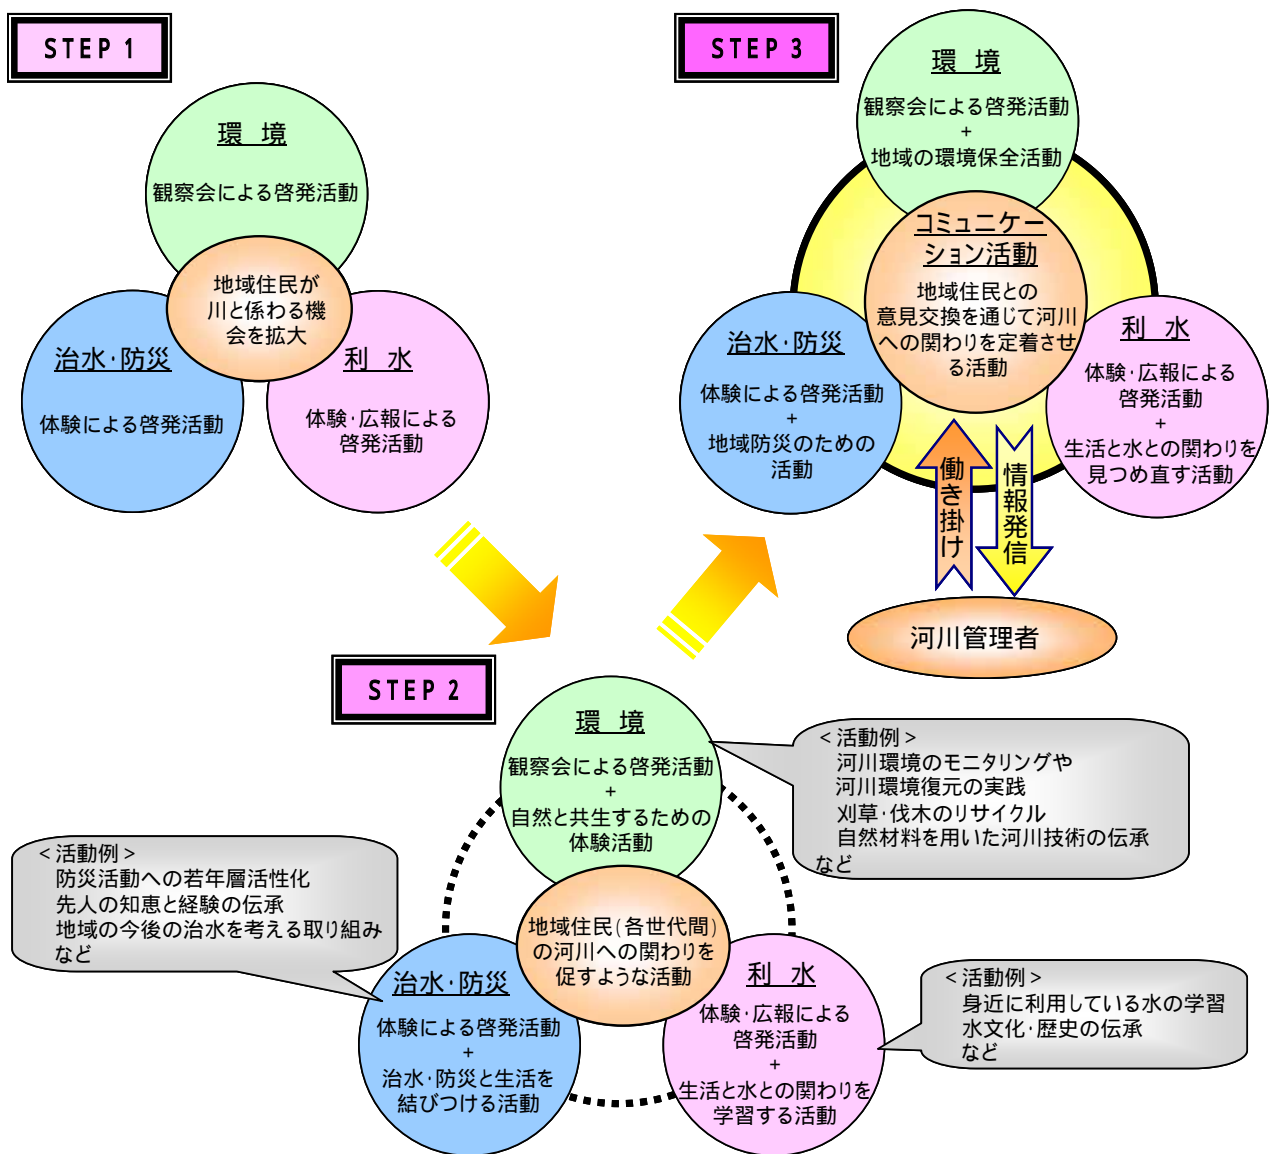 STEP 1
環 境
観察会による啓発活動
地域住民が
川と係わる機
会を拡大
治水・防災
体験による啓発活動
利 水
体験・広報による
啓発活動
STEP 3
環 境
観察会による啓発活動
+
地域の環境保全活動
コミュニケー
ション活動
地域住民との
意見交換を通じて河川
への関わりを定着させ
る活動
治水・防災
体験による啓発活動
+
地域防災のための
活動
利 水
体験・広報による
啓発活動
+
生活と水との関わりを
見つめ直す活動
働き掛け
情報発信
河川管理者
STEP 2
環 境
観察会による啓発活動
+
自然と共生するための
体験活動
＜活動例＞
河川環境のモニタリングや
河川環境復元の実践
刈草・伐木のリサイクル
自然材料を用いた河川技術の伝承
など
＜活動例＞
防災活動への若年層活性化
先人の知恵と経験の伝承
地域の今後の治水を考える取り組み
など
地域住民(各世代間)
の河川への関わりを
促すような活動
治水・防災
体験による啓発活動
+
治水・防災と生活を
結びつける活動
利 水
体験・広報による
啓発活動
+
生活と水との関わりを
学習する活動
＜活動例＞
身近に利用している水の学習
水文化・歴史の伝承
など